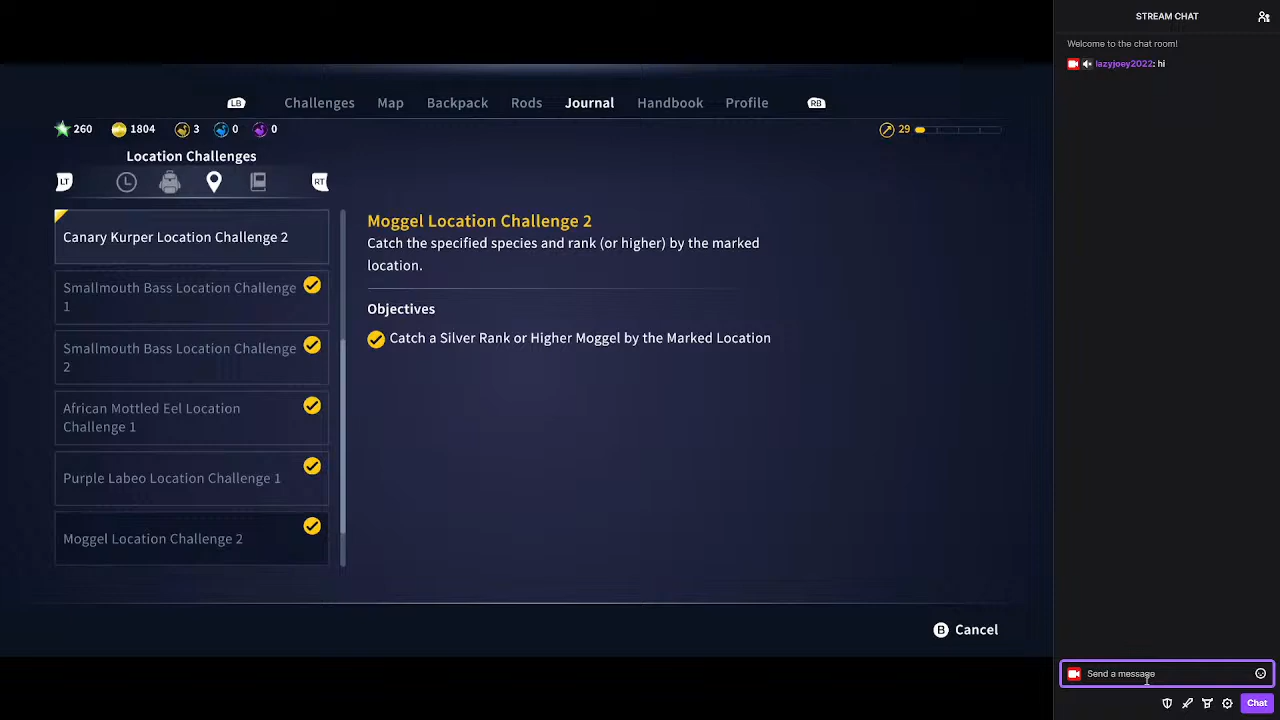 LB Challenges Map Backpack Rods Journal Handbook Profile RB
260 1804 3 0 0 29
Location Challenges
LT RT
Canary Kurper Location Challenge 2
Smallmouth Bass Location Challenge
1
Smallmouth Bass Location Challenge
2
African Mottled Eel Location
Challenge 1
Purple Labeo Location Challenge 1
Moggel Location Challenge 2
Moggel Location Challenge 2
Catch the specified species and rank (or higher) by the marked
location.
Objectives
Catch a Silver Rank or Higher Moggel by the Marked Location
B Cancel
STREAM CHAT
Welcome to the chat room!
lazyjoey2022: hi
Send a message
Chat